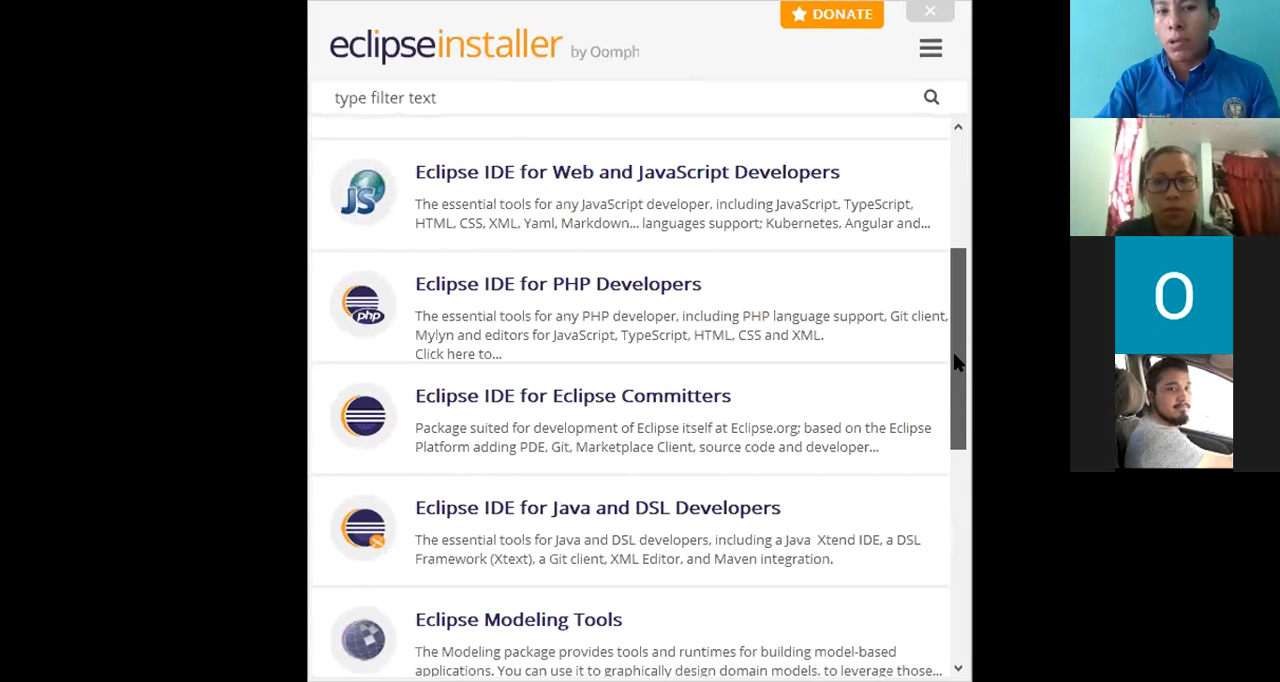 DONATE
eclipseinstaller by Oomph
type filter text
Eclipse IDE for Web and JavaScript Developers
The essential tools for any JavaScript developer, including JavaScript, TypeScript,
HTML, CSS, XML, Yaml, Markdown... languages support; Kubernetes, Angular and...
Eclipse IDE for PHP Developers
The essential tools for any PHP developer, including PHP language support, Git client,
Mylyn and editors for JavaScript, TypeScript, HTML, CSS and XML.
Click here to...
Eclipse IDE for Eclipse Committers
Package suited for development of Eclipse itself at Eclipse.org; based on the Eclipse
Platform adding PDE, Git, Marketplace Client, source code and developer...
Eclipse IDE for Java and DSL Developers
The essential tools for Java and DSL developers, including a Java Xtend IDE, a DSL
Framework (Xtext), a Git client, XML Editor, and Maven integration.
Eclipse Modeling Tools
The Modeling package provides tools and runtimes for building model-based
applications. You can use it to graphically design domain models, to leverage those...
JS
php
O